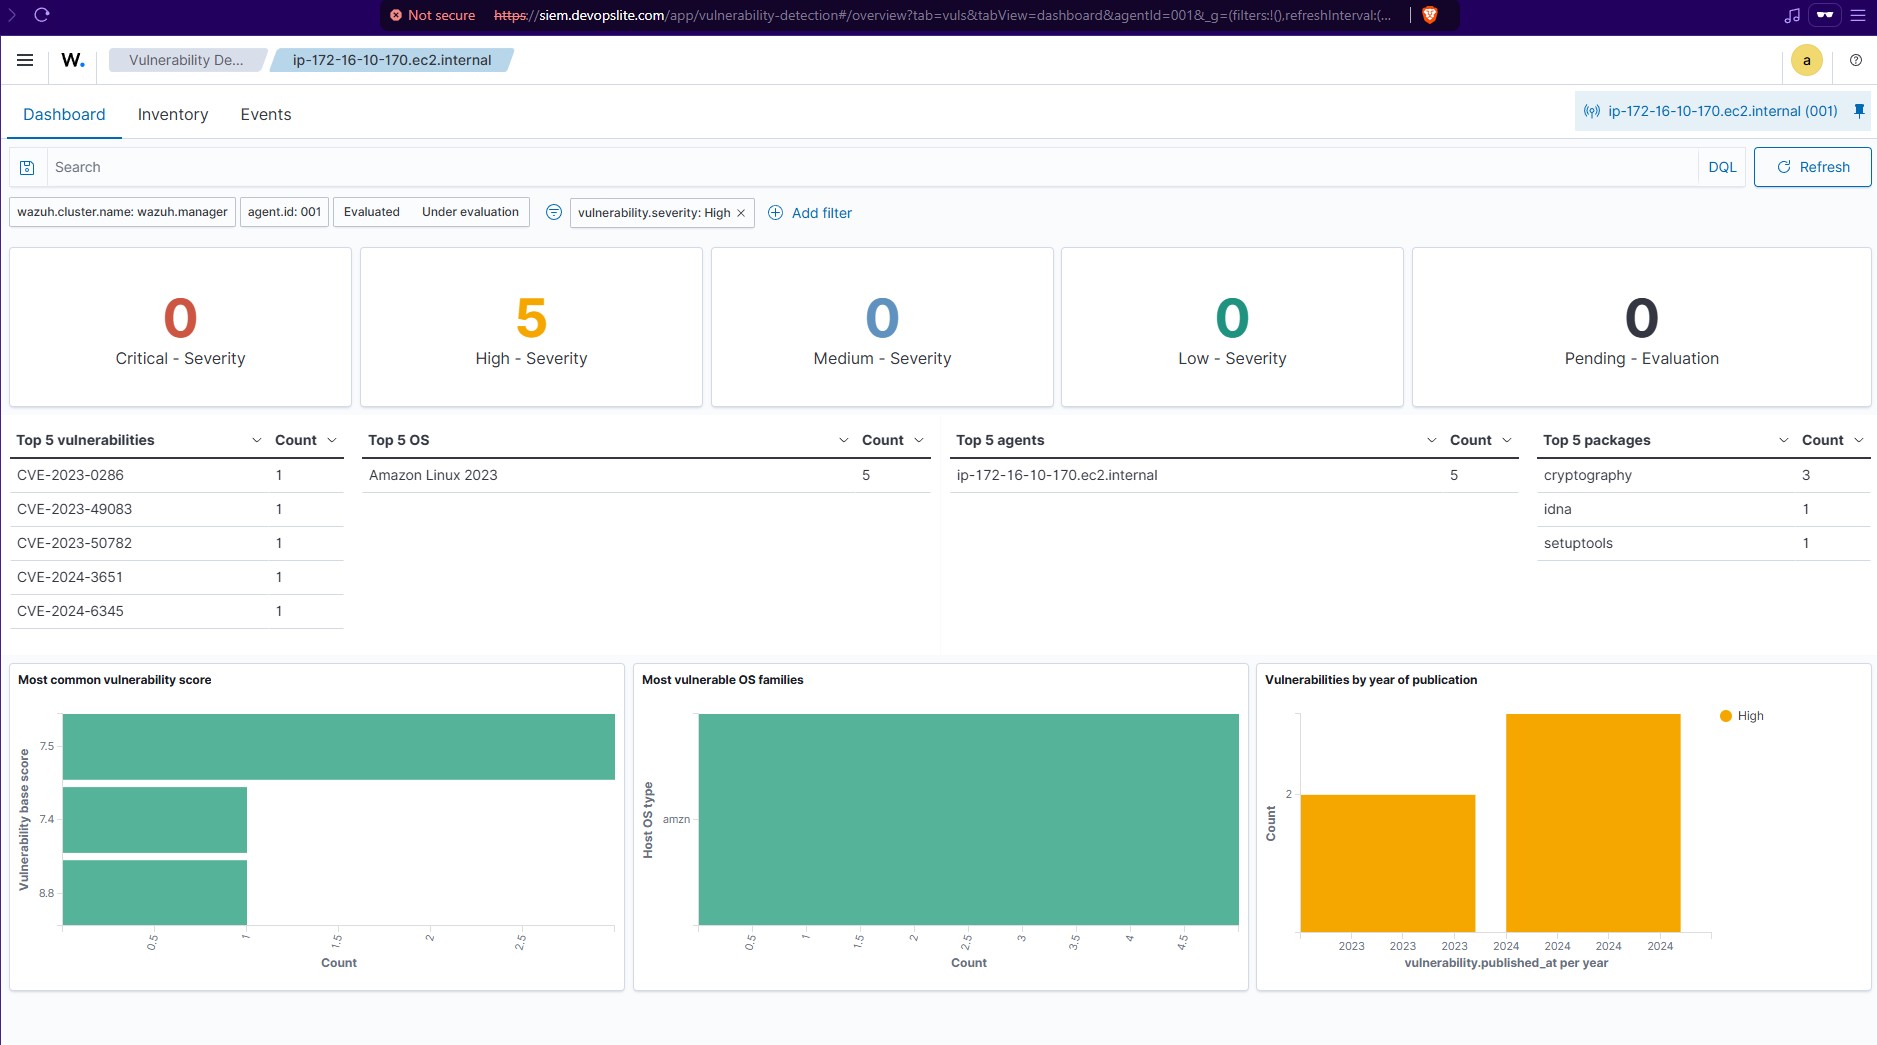 Not secure https://siem.devopslite.com/app/vulnerability-detection#/overview?tab=vuls&tabView=dashboard&agentId=001&_g=(filters:!(),refreshInterval:(...
W. Vulnerability De... ip-172-16-10-170.ec2.internal a
Dashboard Inventory Events ip-172-16-10-170.ec2.internal (001)
Search DQL Refresh
wazuh.cluster.name: wazuh.manager agent.id: 001 Evaluated Under evaluation vulnerability.severity: High × Add filter
0 5 0 0 0
Critical - Severity High - Severity Medium - Severity Low - Severity Pending - Evaluation
Top 5 vulnerabilities Count Top 5 OS Count Top 5 agents Count Top 5 packages Count
CVE-2023-0286 1 Amazon Linux 2023 5 ip-172-16-10-170.ec2.internal 5 cryptography 3
CVE-2023-49083 1 idna 1
CVE-2023-50782 1 setuptools 1
CVE-2024-3651 1
CVE-2024-6345 1
Most common vulnerability score
Vulnerability base score
7.5
7.4
8.8
0.5 1 1.5 2 2.5
Count
Most vulnerable OS families
Host OS type
amzn
0.5 1 1.5 2 2.5 3 3.5 4 4.5
Count
Vulnerabilities by year of publication
High
Count
2
2023 2023 2023 2024 2024 2024 2024
vulnerability.published_at per year